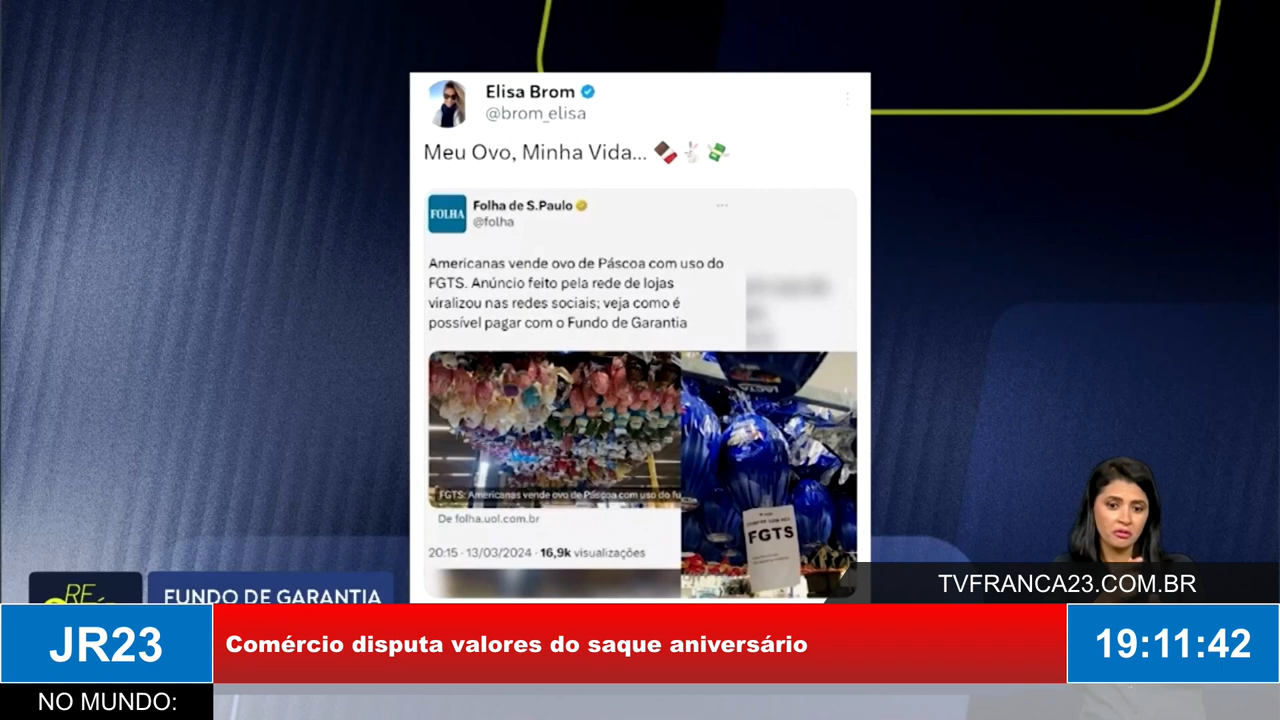 Elisa Brom
@brom_elisa
Meu Ovo, Minha Vida...
FOLHA
Folha de S.Paulo
@folha
Americanas vende ovo de Páscoa com uso do
FGTS. Anúncio feito pela rede de lojas
viralizou nas redes sociais; veja como é
possível pagar com o Fundo de Garantia
FGTS: Americanas vende ovo de Páscoa com uso do fu
De folha.uol.com.br
20:15 · 13/03/2024 · 16,9k visualizações
FGTS
FUNDO DE GARANTIA
TVFRANCA23.COM.BR
JR23
Comércio disputa valores do saque aniversário
19:11:42
NO MUNDO: